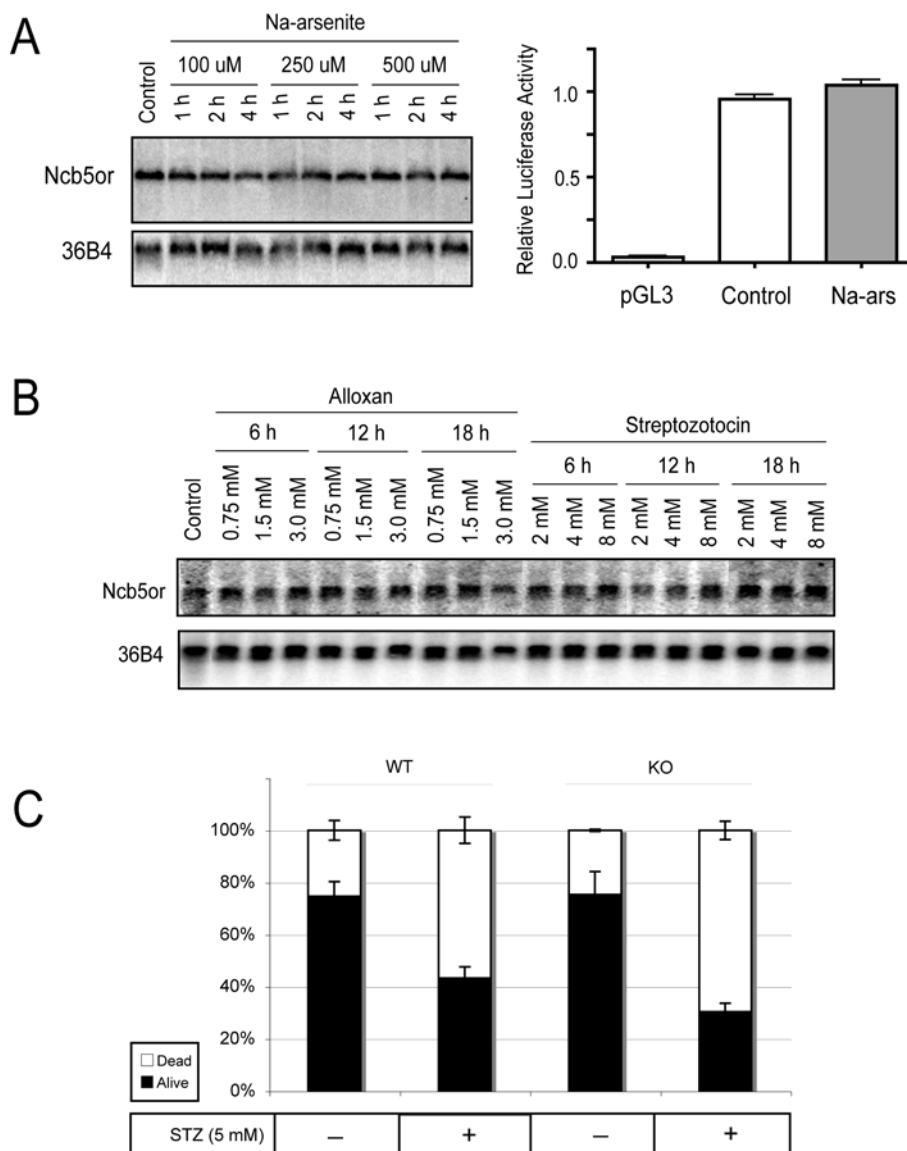 A
Na-arsenite
Control
100 uM 250 uM 500 uM
1 h 2 h 4 h 1 h 2 h 4 h 1 h 2 h 4 h
Ncb5or
36B4
Relative Luciferase Activity
1.0
0.5
0.0
pGL3 Control Na-ars
B
Alloxan
Streptozotocin
6 h 12 h 18 h
6 h 12 h 18 h
Control
0.75 mM 1.5 mM 3.0 mM 0.75 mM 1.5 mM 3.0 mM 0.75 mM 1.5 mM 3.0 mM 2 mM 4 mM 8 mM 2 mM 4 mM 8 mM 2 mM 4 mM 8 mM
Ncb5or
36B4
C
WT KO
100%
80%
60%
40%
20%
0%
Dead
Alive
STZ (5 mM) – + – +